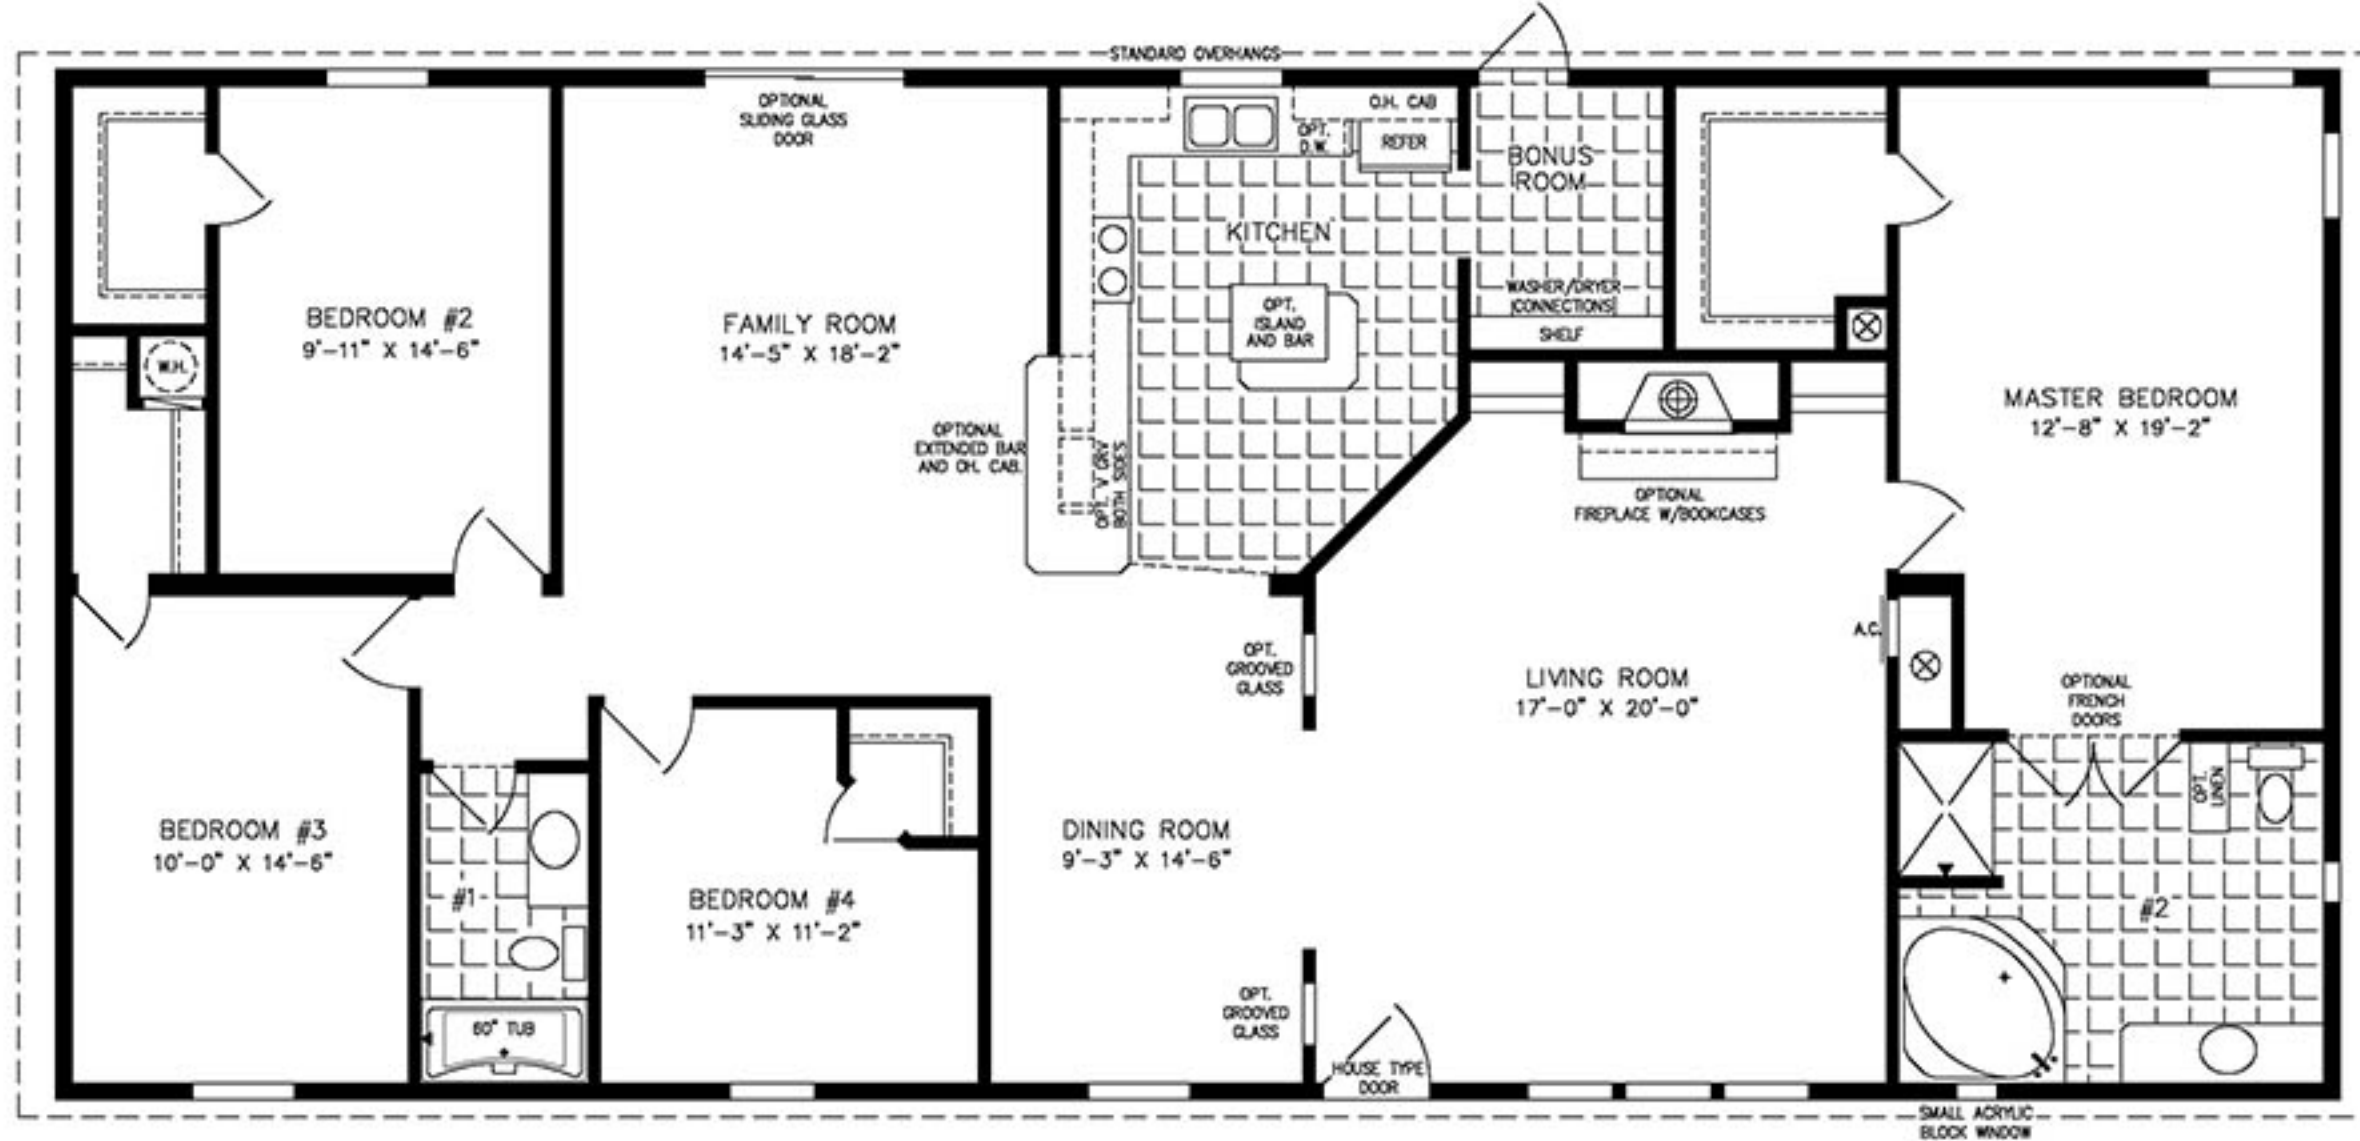 STANDARD OVERHANGS
OPTIONAL
SLIDING GLASS
DOOR
O.H. CAB
OPT.
D.W.
REFER
BONUS
ROOM
KITCHEN
WASHER/DRYER
CONNECTIONS
SHELF
OPT.
ISLAND
AND BAR
BEDROOM #2
9'-11" X 14'-6"
FAMILY ROOM
14'-5" X 18'-2"
W.H.
MASTER BEDROOM
12'-8" X 19'-2"
OPTIONAL
EXTENDED BAR
AND OH. CAB.
OPT. V GRV
BOTH SIDES
OPTIONAL
FIREPLACE W/BOOKCASES
A.C.
OPT.
GROOVED
GLASS
LIVING ROOM
17'-0" X 20'-0"
OPTIONAL
FRENCH
DOORS
OPT.
LINEN
BEDROOM #3
10'-0" X 14'-6"
DINING ROOM
9'-3" X 14'-6"
#1
BEDROOM #4
11'-3" X 11'-2"
#2
60" TUB
OPT.
GROOVED
GLASS
HOUSE TYPE
DOOR
SMALL ACRYLIC
BLOCK WINDOW